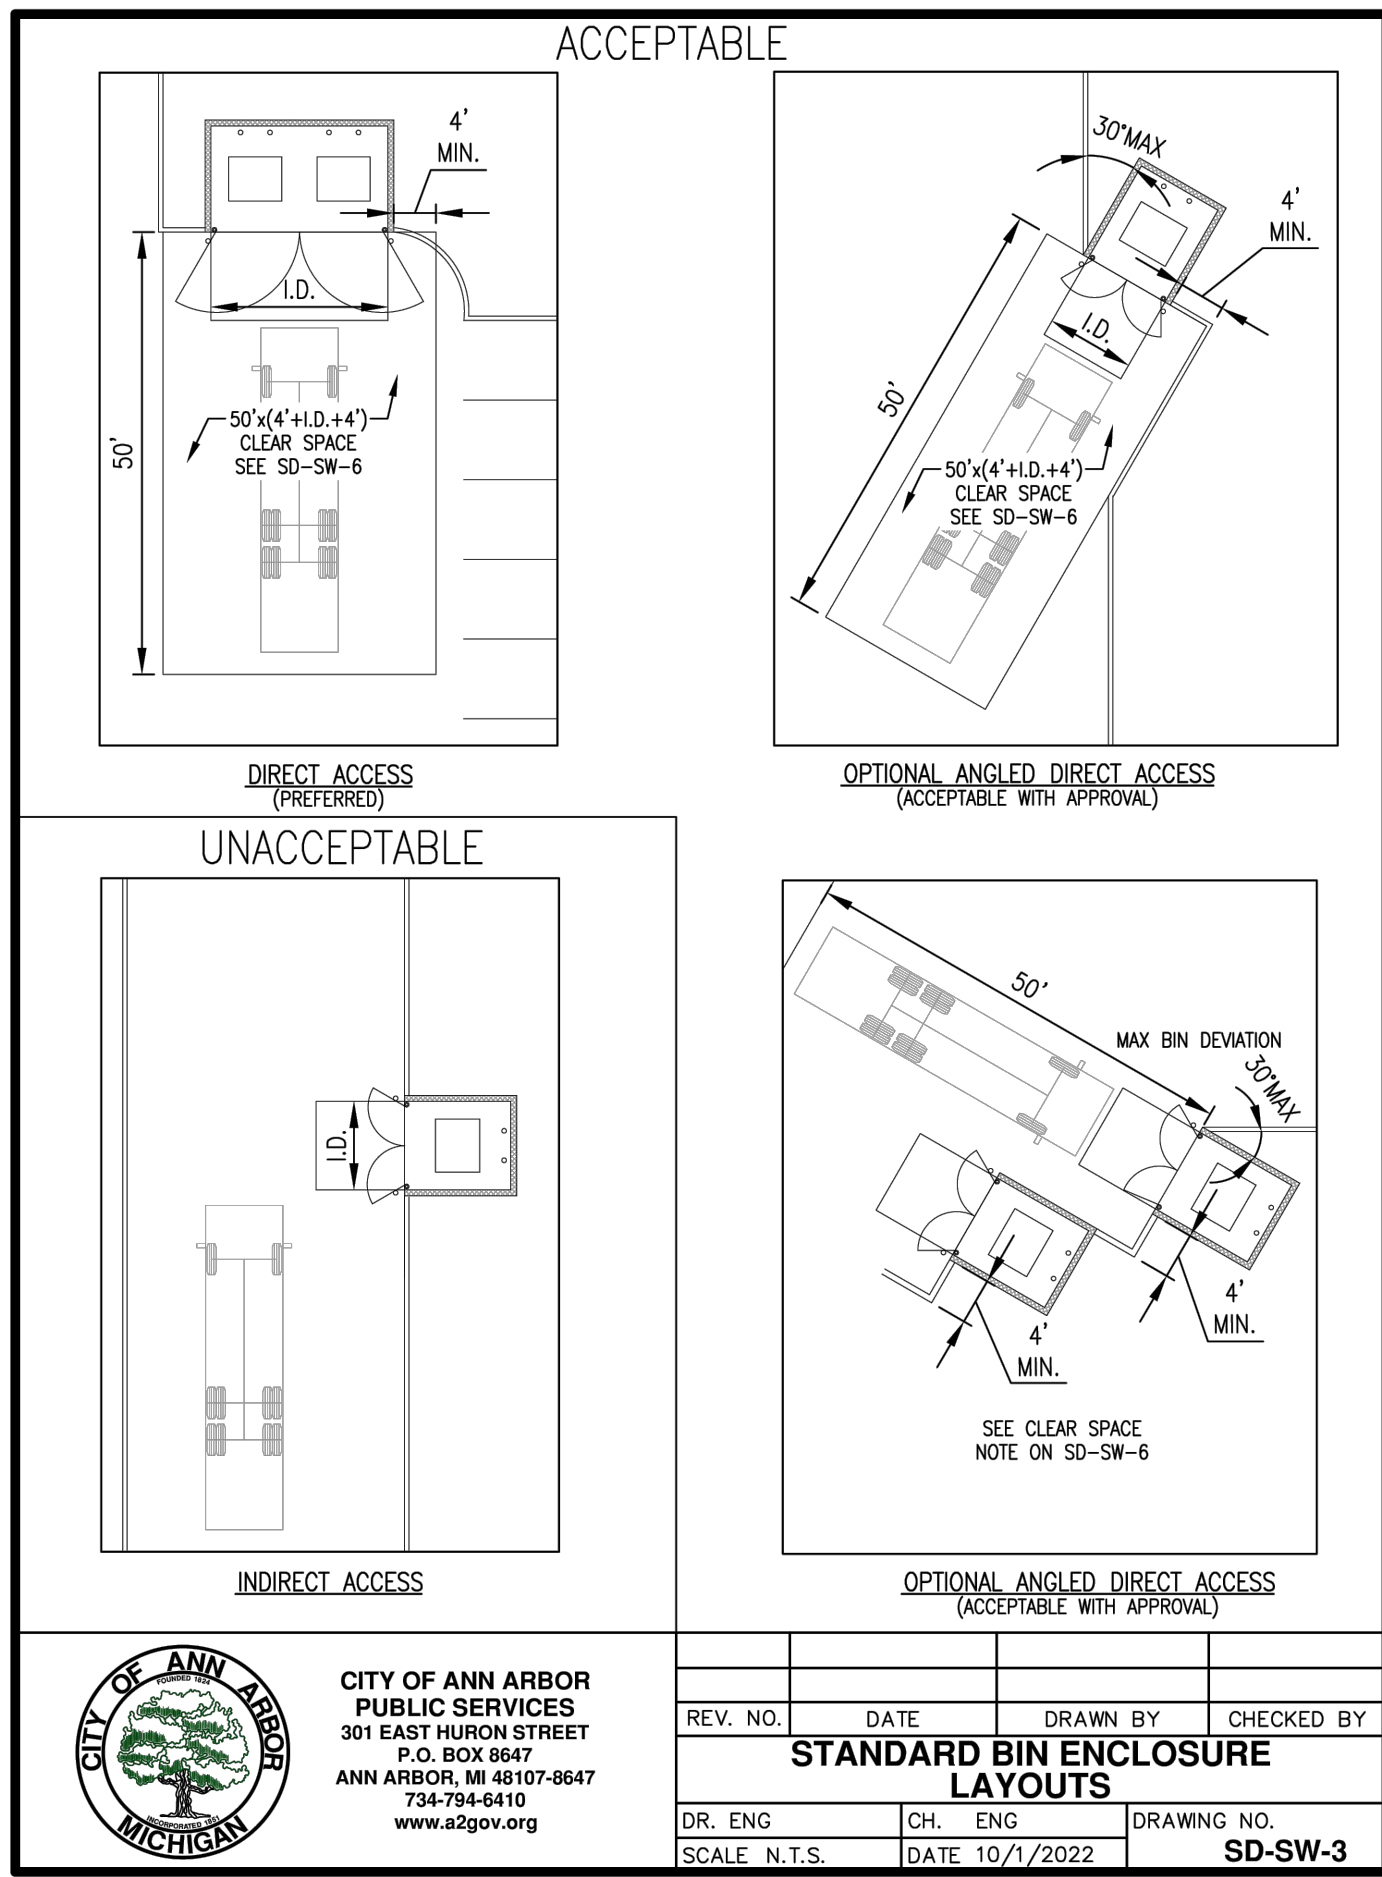 ACCEPTABLE
4'
MIN.
I.D.
50'
50'x(4'+I.D.+4')
CLEAR SPACE
SEE SD-SW-6
DIRECT ACCESS
(PREFERRED)
30°MAX
4'
MIN.
I.D.
50'
50'x(4'+I.D.+4')
CLEAR SPACE
SEE SD-SW-6
OPTIONAL ANGLED DIRECT ACCESS
(ACCEPTABLE WITH APPROVAL)
UNACCEPTABLE
I.D.
INDIRECT ACCESS
50'
MAX BIN DEVIATION
30°MAX
4'
MIN.
4'
MIN.
SEE CLEAR SPACE
NOTE ON SD-SW-6
OPTIONAL ANGLED DIRECT ACCESS
(ACCEPTABLE WITH APPROVAL)
CITY OF ANN ARBOR
FOUNDED 1824
INCORPORATED 1851
MICHIGAN
CITY OF ANN ARBOR
PUBLIC SERVICES
301 EAST HURON STREET
P.O. BOX 8647
ANN ARBOR, MI 48107-8647
734-794-6410
www.a2gov.org
REV. NO. DATE DRAWN BY CHECKED BY
STANDARD BIN ENCLOSURE
LAYOUTS
DR. ENG CH. ENG DRAWING NO.
SCALE N.T.S. DATE 10/1/2022 SD-SW-3